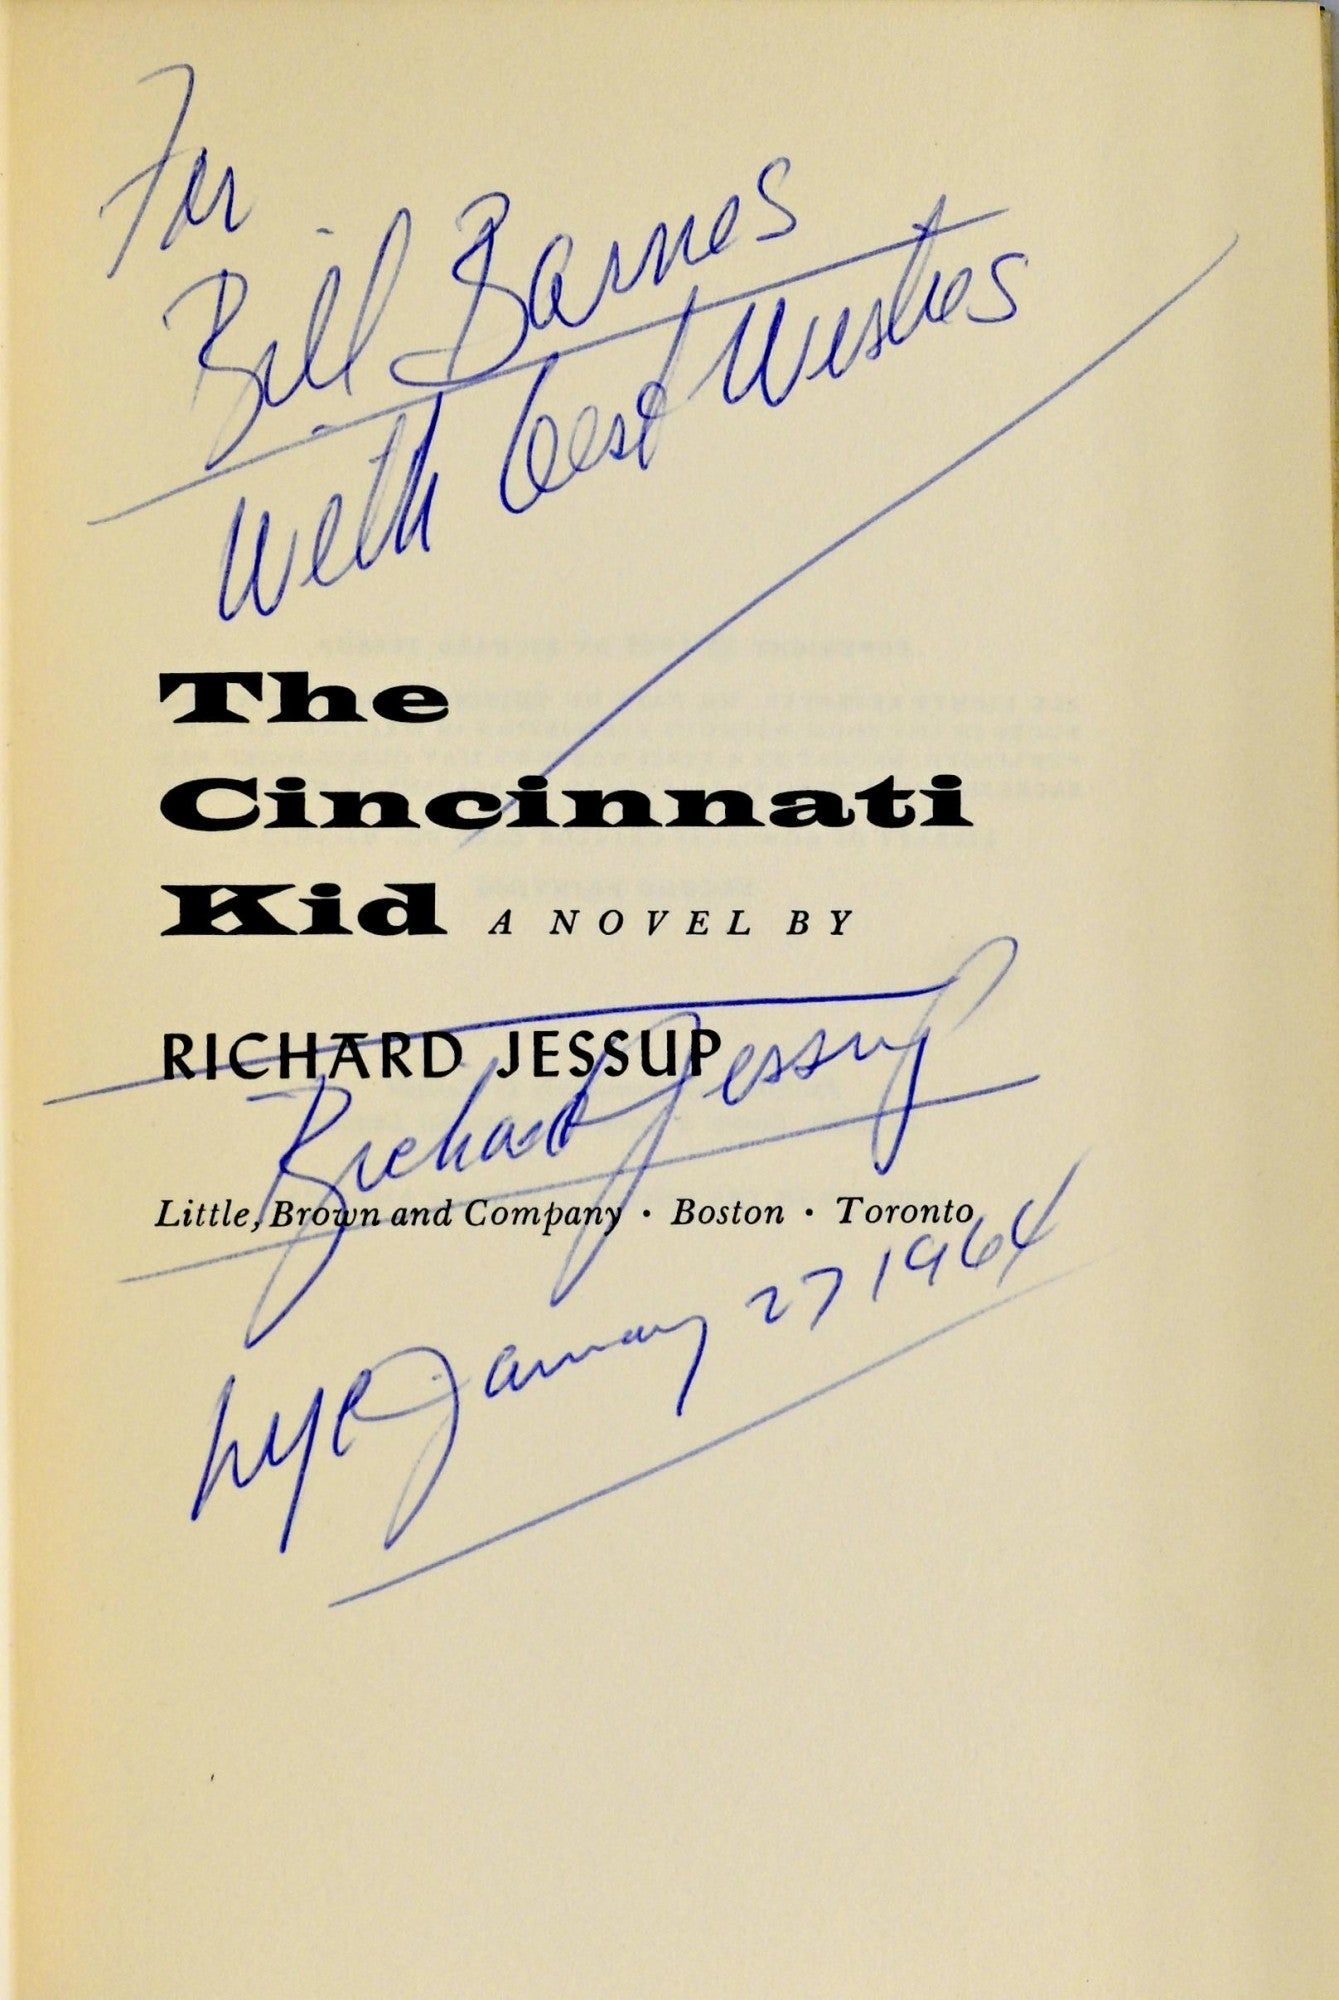 For
Bill Barnes
With best Wishes
The
Cincinnati
Kid A NOVEL BY
RICHARD JESSUP
Richard Jessup
Little, Brown and Company · Boston · Toronto
NYC January 27 1964